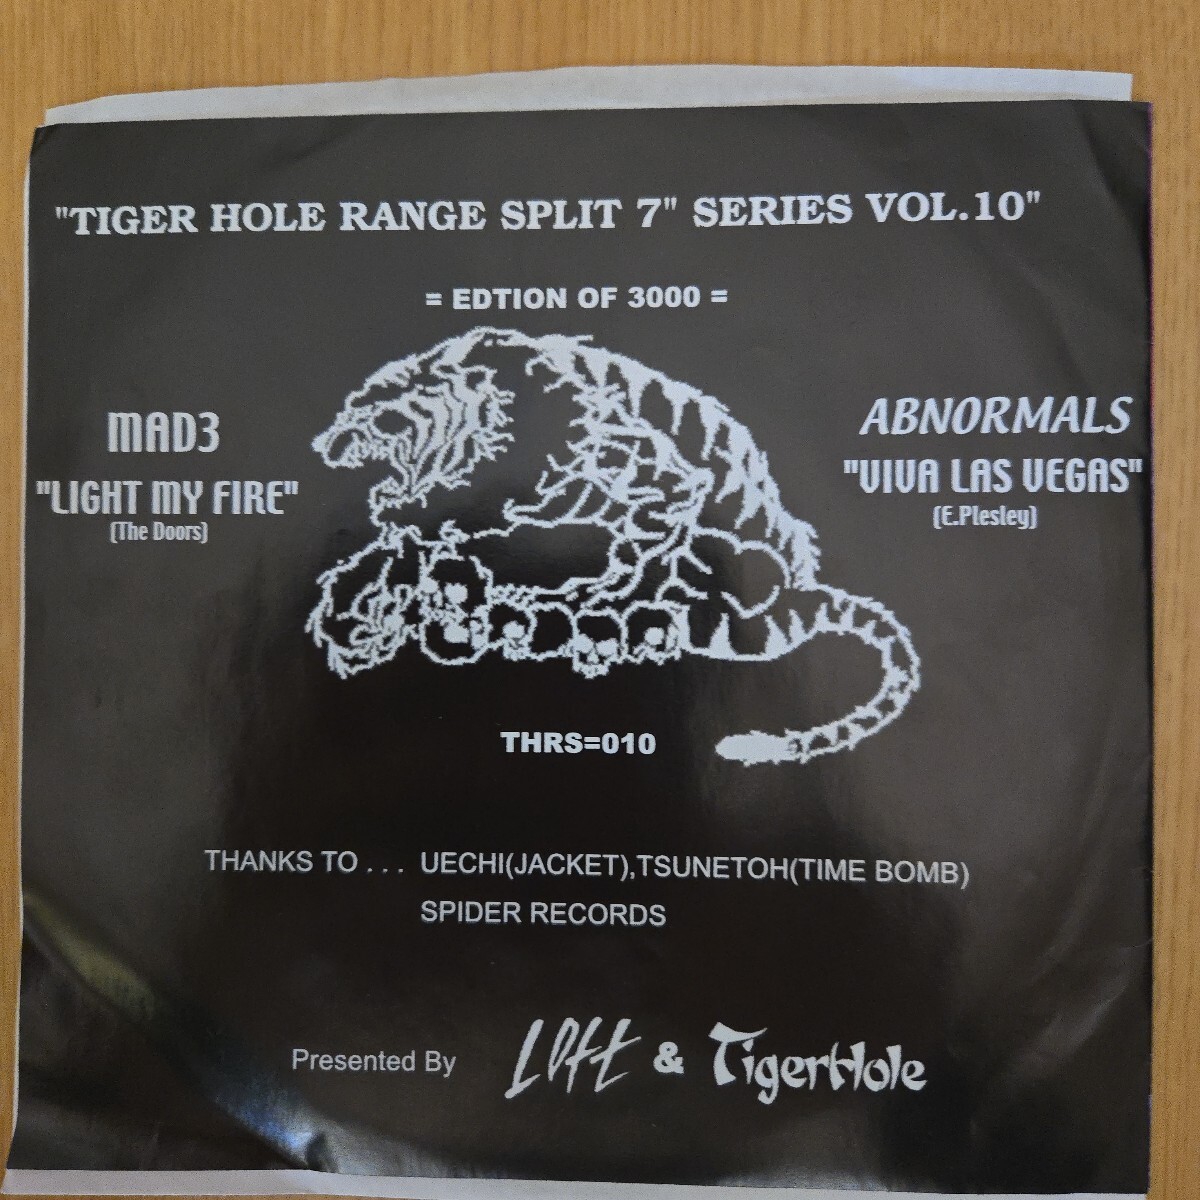 "TIGER HOLE RANGE SPLIT 7" SERIES VOL.10"
= EDTION OF 3000 =
MAD3
"LIGHT MY FIRE"
(The Doors)
ABNORMALS
"VIVA LAS VEGAS"
(E.Plesley)
THRS=010
THANKS TO . . . UECHI(JACKET),TSUNETOH(TIME BOMB)
SPIDER RECORDS
Presented By Loft & TigerHole